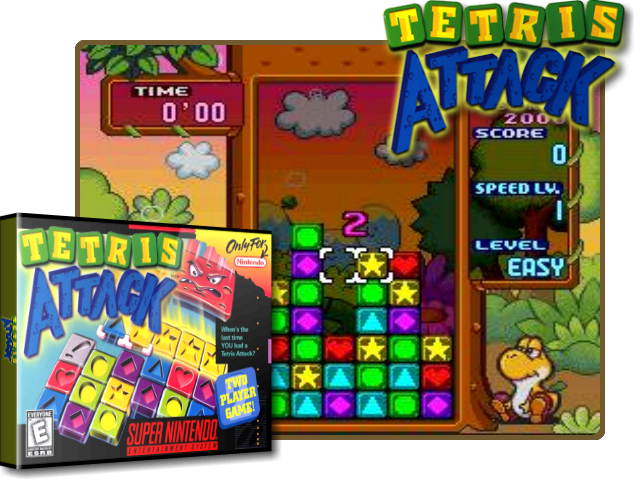 TETRIS
ATTACK
TIME
0'00
200
SCORE
0
SPEED LV.
1
LEVEL
EASY
2
TETRIS
ATTACK
Only For
Nintendo
When's the
last time
YOU had a
Tetris Attack?
TWO
PLAYER
GAME!
EVERYONE
E
ESRB
SUPER NINTENDO
ENTERTAINMENT SYSTEM